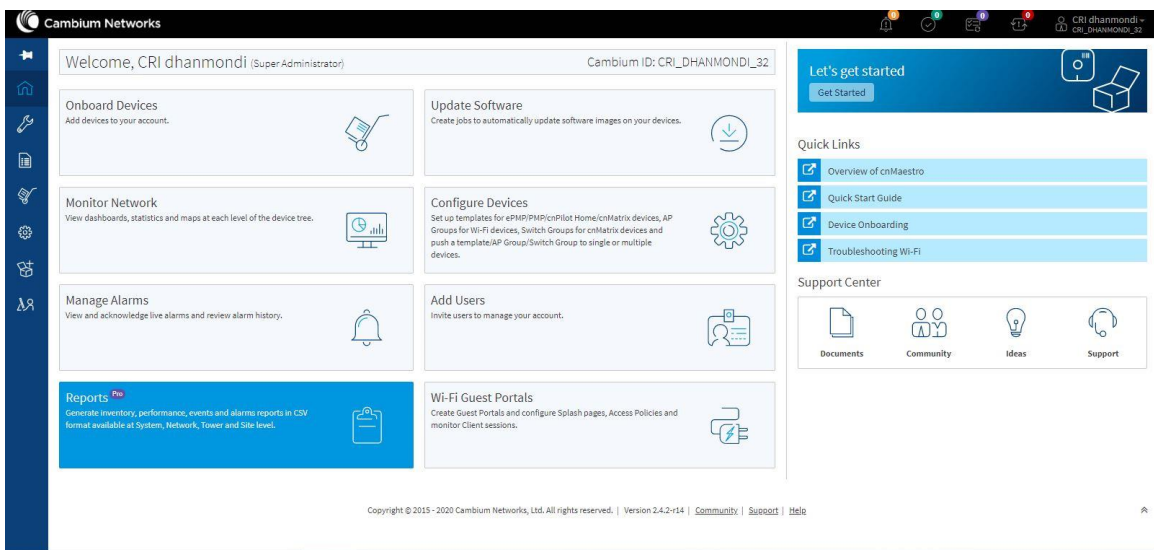 Cambium Networks
0
0
0
0
CRI dhanmondi
CRI_DHANMONDI_32
Welcome, CRI dhanmondi (Super Administrator)
Cambium ID: CRI_DHANMONDI_32
Onboard Devices
Add devices to your account.
Update Software
Create jobs to automatically update software images on your devices.
Monitor Network
View dashboards, statistics and maps at each level of the device tree.
Configure Devices
Set up templates for ePMP/PMP/cnPilot Home/cnMatrix devices, AP
Groups for Wi-Fi devices, Switch Groups for cnMatrix devices and
push a template/AP Group/Switch Group to single or multiple
devices.
Manage Alarms
View and acknowledge live alarms and review alarm history.
Add Users
Invite users to manage your account.
Reports Pro
Generate inventory, performance, events and alarms reports in CSV
format available at System, Network, Tower and Site level.
Wi-Fi Guest Portals
Create Guest Portals and configure Splash pages, Access Policies and
monitor Client sessions.
Let's get started
Get Started
Quick Links
Overview of cnMaestro
Quick Start Guide
Device Onboarding
Troubleshooting Wi-Fi
Support Center
Documents
Community
Ideas
Support
Copyright © 2015 - 2020 Cambium Networks, Ltd. All rights reserved. | Version 2.4.2-r14 | Community | Support | Help